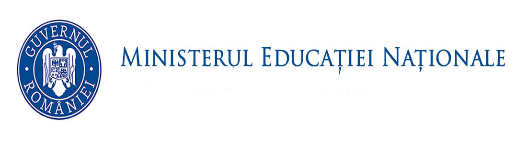 GUVERNUL
ROMÂNIEI
MINISTERUL EDUCAȚIEI NAȚIONALE